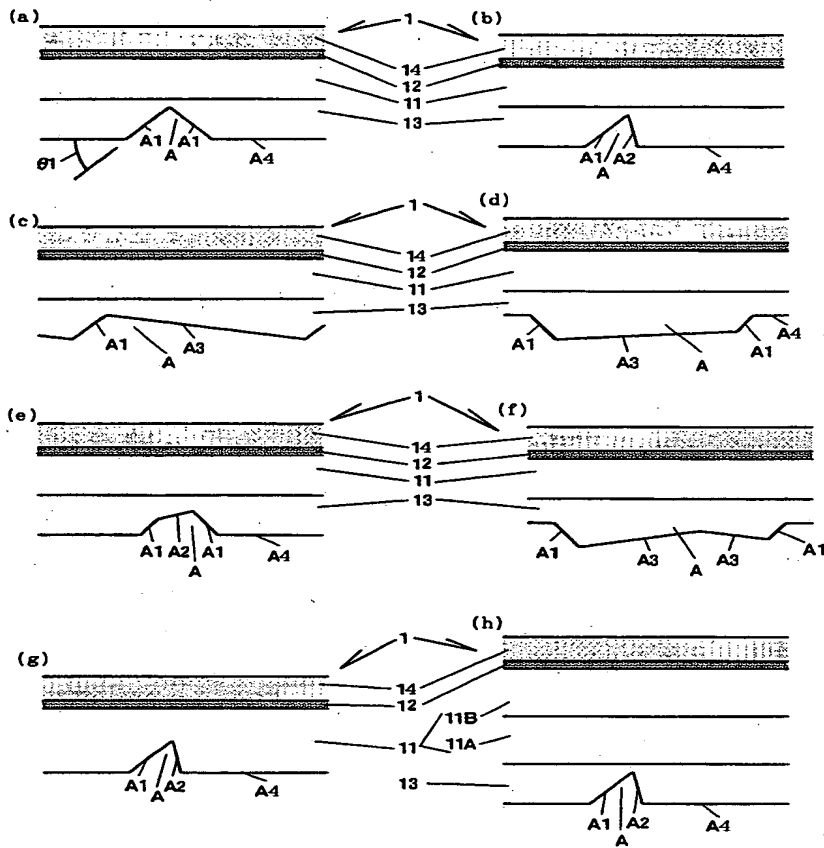 (a) 1 (b)
14
12
11
13
θ1 A1 A A1 A4
A1 A2 A A4
(c) 1 (d)
14
12
11
13
A1 A A3
A1 A3 A A1 A4
(e) 1 (f)
14
12
11
13
A1 A2 A1 A A4
A1 A3 A A3 A1
(g) 1 (h)
14
12
11B
11 11A
13
A1 A A2 A4
A1 A2 A A4